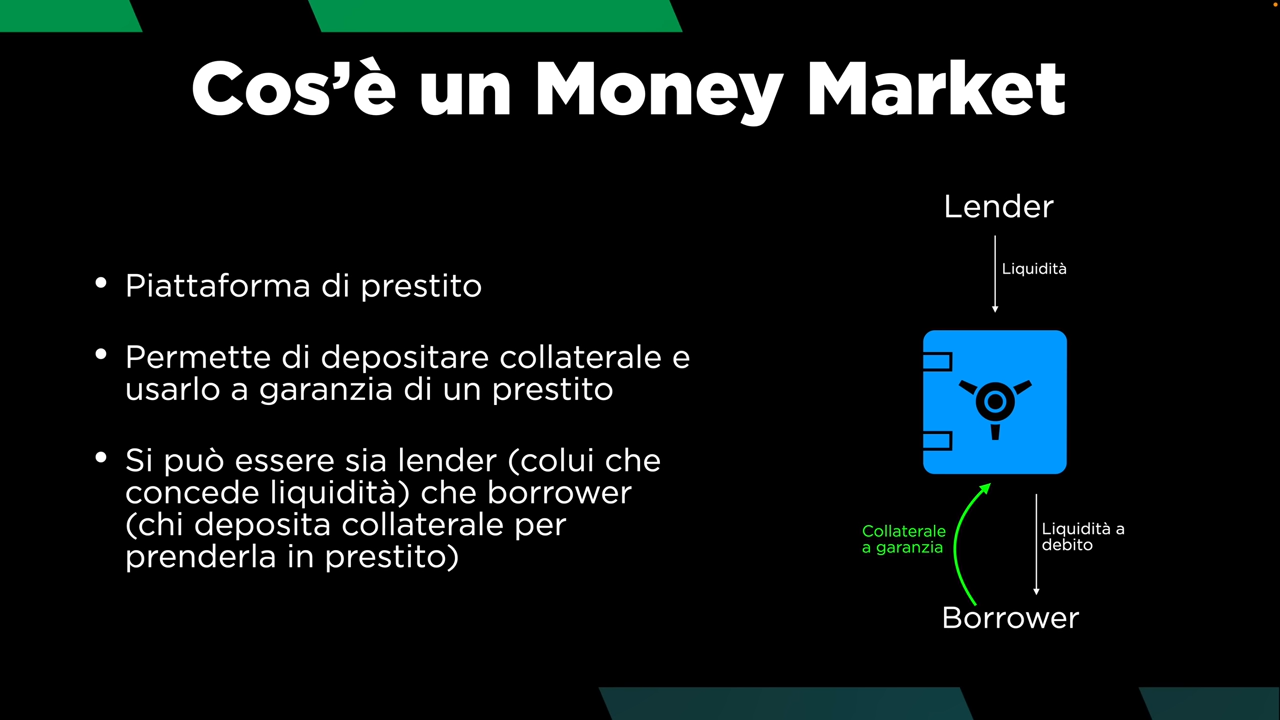 Cos’è un Money Market
• Piattaforma di prestito
• Permette di depositare collaterale e
usarlo a garanzia di un prestito
• Si può essere sia lender (colui che
concede liquidità) che borrower
(chi deposita collaterale per
prenderla in prestito)
Lender
Liquidità
Collaterale
a garanzia
Liquidità a
debito
Borrower